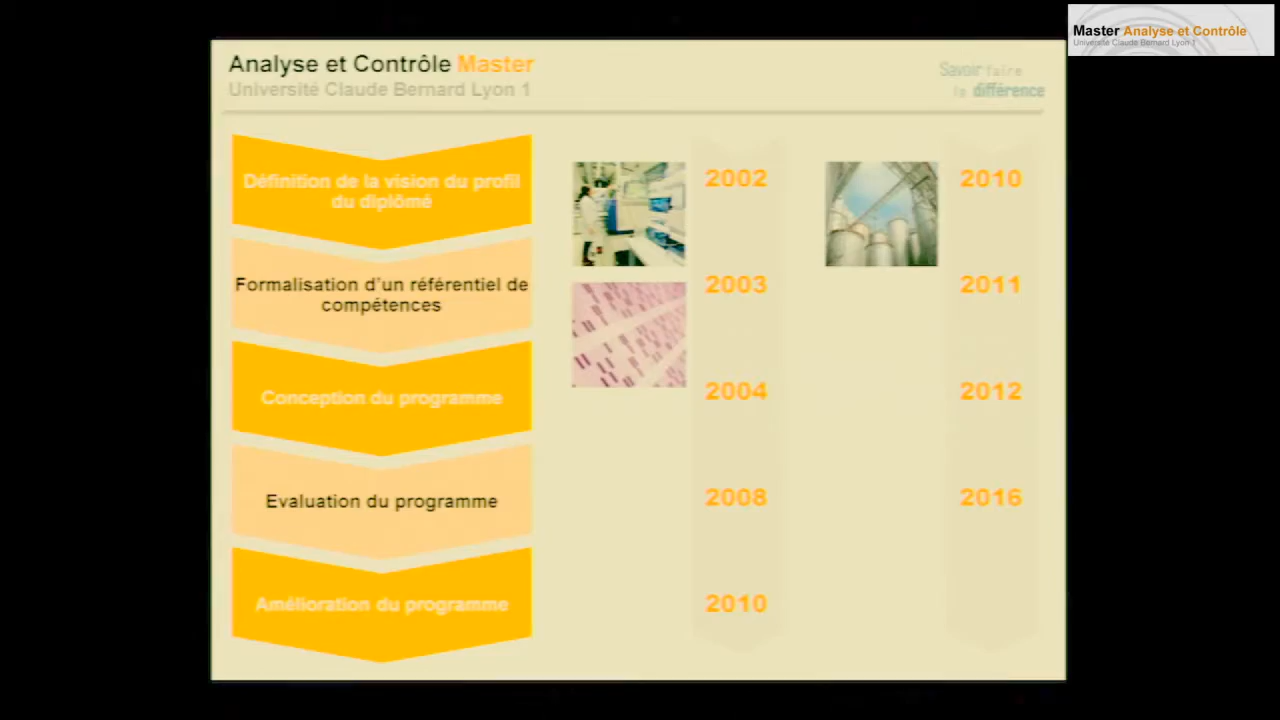 Master Analyse et Contrôle
Université Claude Bernard Lyon 1
Analyse et Contrôle Master
Université Claude Bernard Lyon 1
Savoir faire
la différence
Définition de la vision du profil
du diplômé
Formalisation d'un référentiel de
compétences
Conception du programme
Evaluation du programme
Amélioration du programme
2002
2003
2004
2008
2010
2010
2011
2012
2016